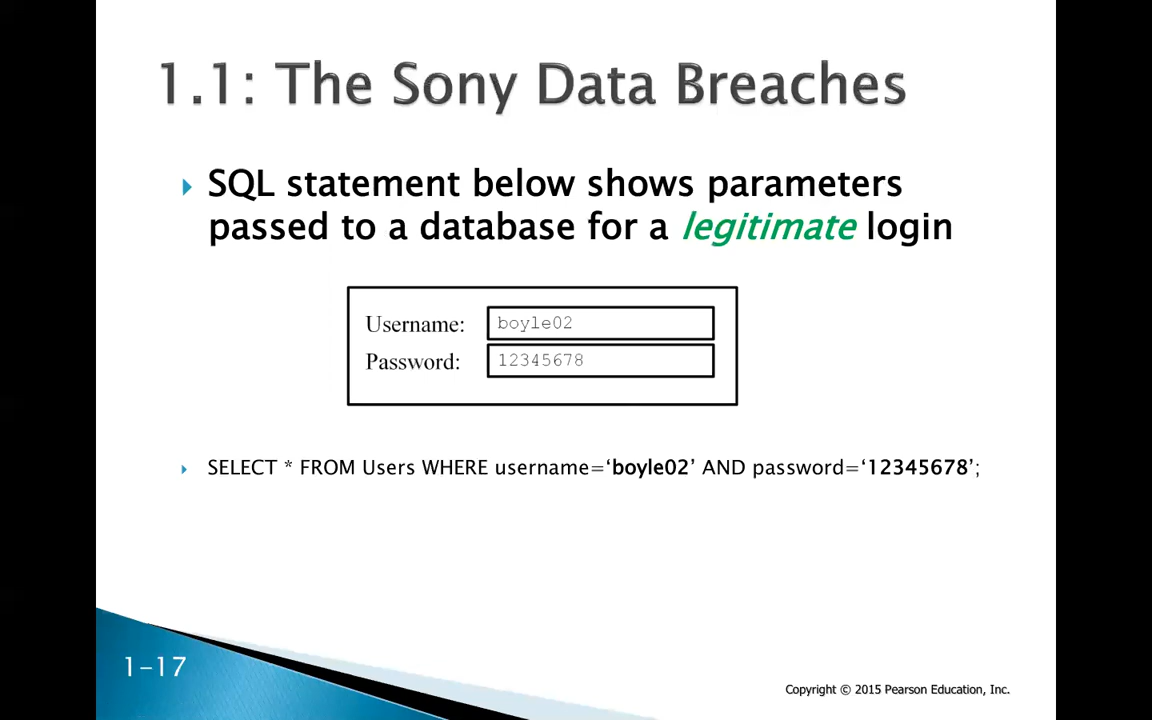 1.1: The Sony Data Breaches
SQL statement below shows parameters
passed to a database for a legitimate login
Username: boyle02
Password: 12345678
SELECT * FROM Users WHERE username=‘boyle02’ AND password=‘12345678’;
1-17
Copyright © 2015 Pearson Education, Inc.